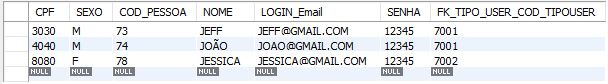 CPF SEXO COD_PESSOA NOME LOGIN_Email SENHA FK_TIPO_USER_COD_TIPOUSER
3030 M 73 JEFF JEFF@GMAIL.COM 12345 7001
4040 M 74 JOÃO JOAO@GMAIL.COM 12345 7001
8080 F 78 JESSICA JESSICA@GMAIL.COM 12345 7002
NULL NULL NULL NULL NULL NULL NULL